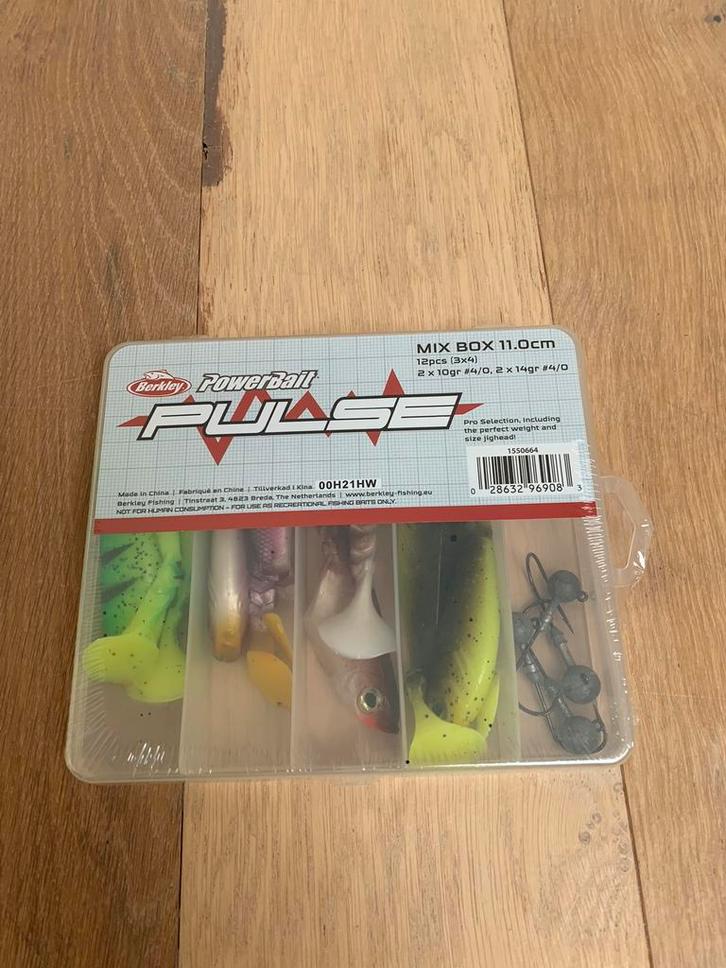 MIX BOX 11.0cm
12pcs (3x4)
2 x 10gr #4/0, 2 x 14gr #4/0
Berkley PowerBait
PULSE
Pro Selection, including
the perfect weight and
size jighead!
1550664
0 28632 96908 3
Made in China | Fabriqué en Chine | Tillverkad i Kina 00H21HW
Berkley Fishing | Tinstraat 3, 4823 Breda, The Netherlands | www.berkley-fishing.eu
NOT FOR HUMAN CONSUMPTION - FOR USE AS RECREATIONAL FISHING BAITS ONLY.